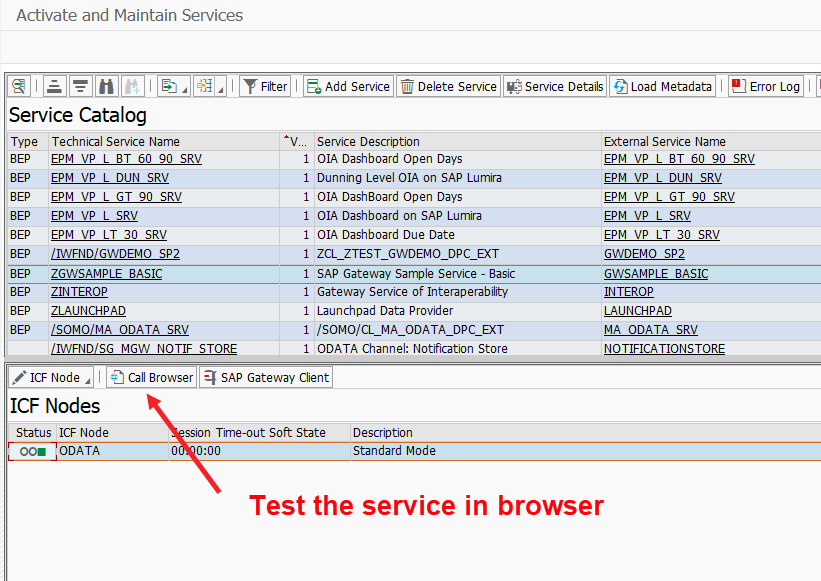 Activate and Maintain Services
Filter Add Service Delete Service Service Details Load Metadata Error Log
Service Catalog
Type Technical Service Name V... Service Description External Service Name
BEP EPM_VP_L_BT_60_90_SRV 1 OIA Dashboard Open Days EPM_VP_L_BT_60_90_SRV
BEP EPM_VP_L_DUN_SRV 1 Dunning Level OIA on SAP Lumira EPM_VP_L_DUN_SRV
BEP EPM_VP_L_GT_90_SRV 1 OIA DashBoard Open Days EPM_VP_L_GT_90_SRV
BEP EPM_VP_L_SRV 1 OIA Dashboard on SAP Lumira EPM_VP_L_SRV
BEP EPM_VP_LT_30_SRV 1 OIA Dashboard Due Date EPM_VP_LT_30_SRV
BEP /IWFND/GWDEMO_SP2 1 ZCL_ZTEST_GWDEMO_DPC_EXT GWDEMO_SP2
BEP ZGWSAMPLE_BASIC 1 SAP Gateway Sample Service - Basic GWSAMPLE_BASIC
BEP ZINTEROP 1 Gateway Service of Interaperability INTEROP
BEP ZLAUNCHPAD 1 Launchpad Data Provider LAUNCHPAD
BEP /SOMO/MA_ODATA_SRV 1 /SOMO/CL_MA_ODATA_DPC_EXT MA_ODATA_SRV
/IWFND/SG_MGW_NOTIF_STORE 1 ODATA Channel: Notification Store NOTIFICATIONSTORE
ICF Node Call Browser SAP Gateway Client
ICF Nodes
Status ICF Node Session Time-out Soft State Description
ODATA 00:00:00 Standard Mode
Test the service in browser